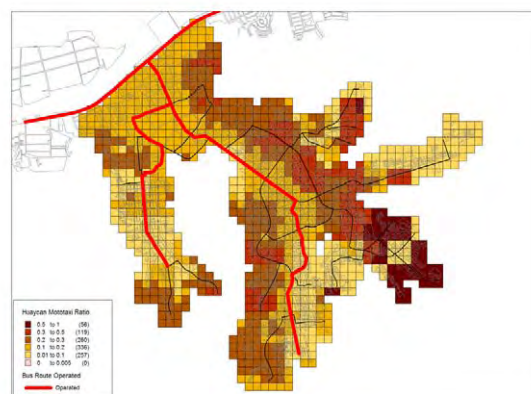 Huaycan Mototaxi Ratio
0.5 to 1 (56)
0.3 to 0.5 (119)
0.2 to 0.3 (280)
0.1 to 0.2 (336)
0.01 to 0.1 (257)
0 to 0.005 (0)
Bus Route Operated
Operated